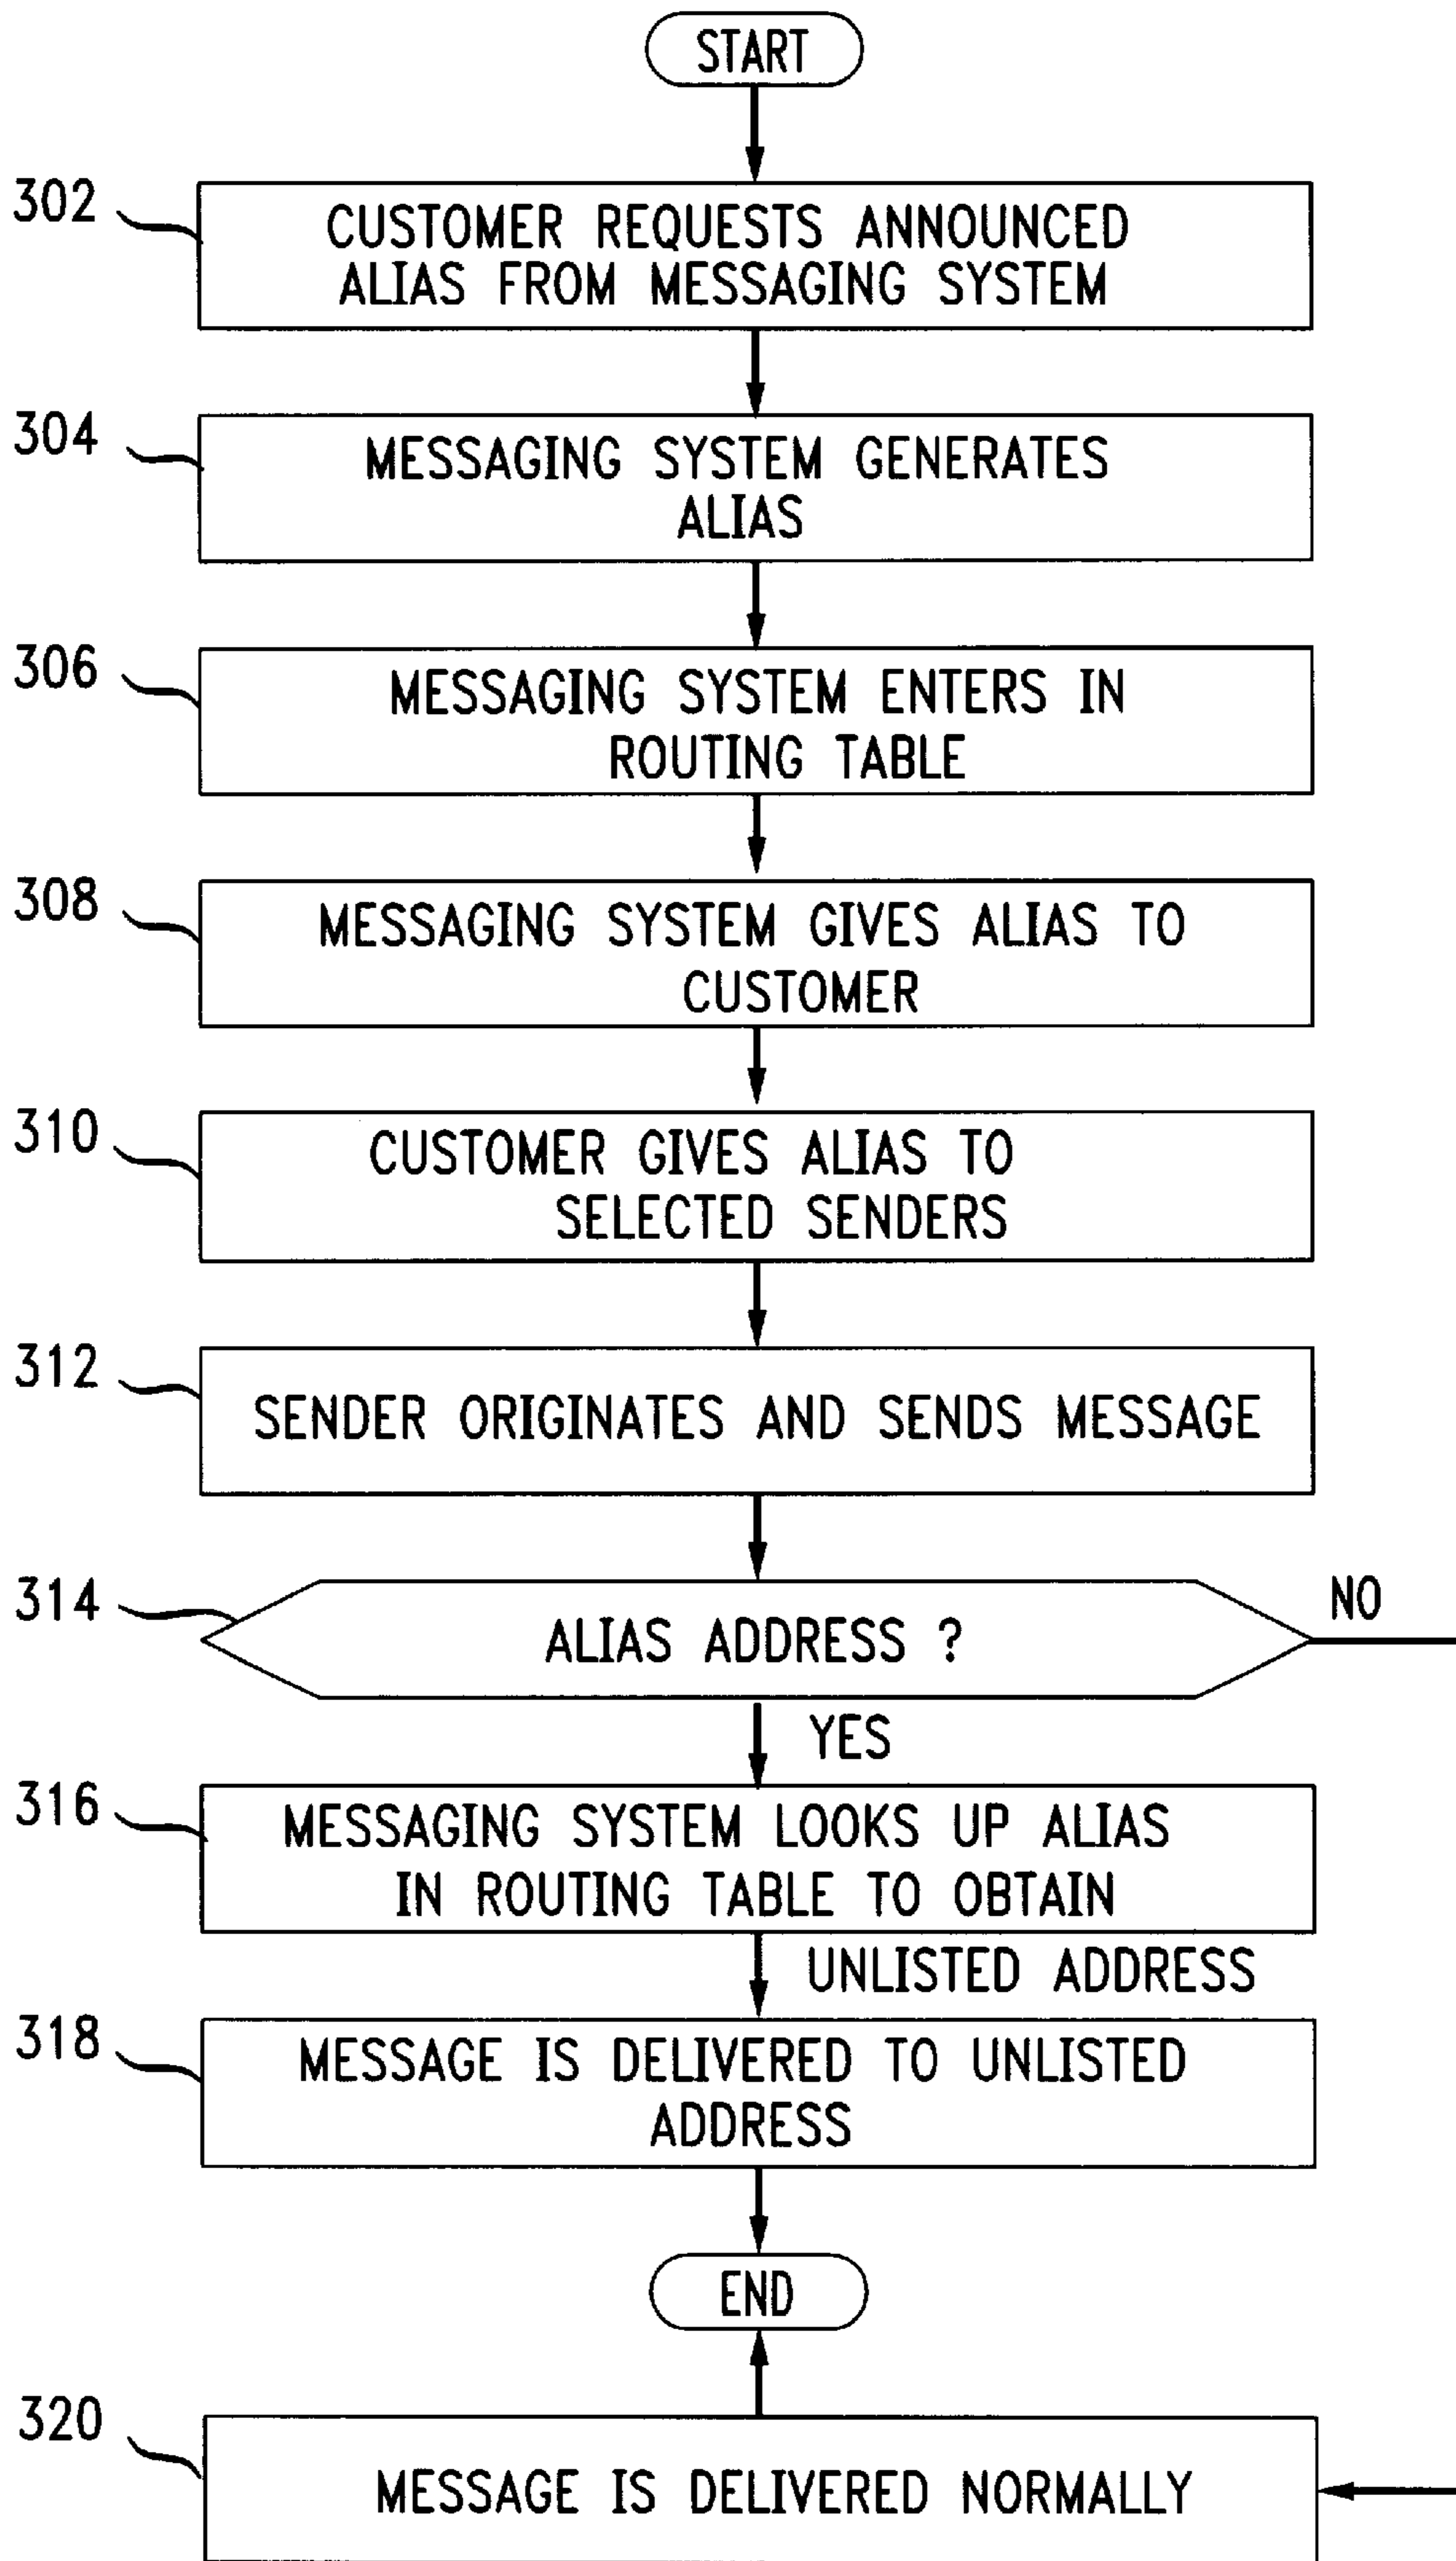 START
302
CUSTOMER REQUESTS ANNOUNCED
ALIAS FROM MESSAGING SYSTEM
304
MESSAGING SYSTEM GENERATES
ALIAS
306
MESSAGING SYSTEM ENTERS IN
ROUTING TABLE
308
MESSAGING SYSTEM GIVES ALIAS TO
CUSTOMER
310
CUSTOMER GIVES ALIAS TO
SELECTED SENDERS
312
SENDER ORIGINATES AND SENDS MESSAGE
314
ALIAS ADDRESS ?
NO
YES
316
MESSAGING SYSTEM LOOKS UP ALIAS
IN ROUTING TABLE TO OBTAIN
UNLISTED ADDRESS
318
MESSAGE IS DELIVERED TO UNLISTED
ADDRESS
END
320
MESSAGE IS DELIVERED NORMALLY